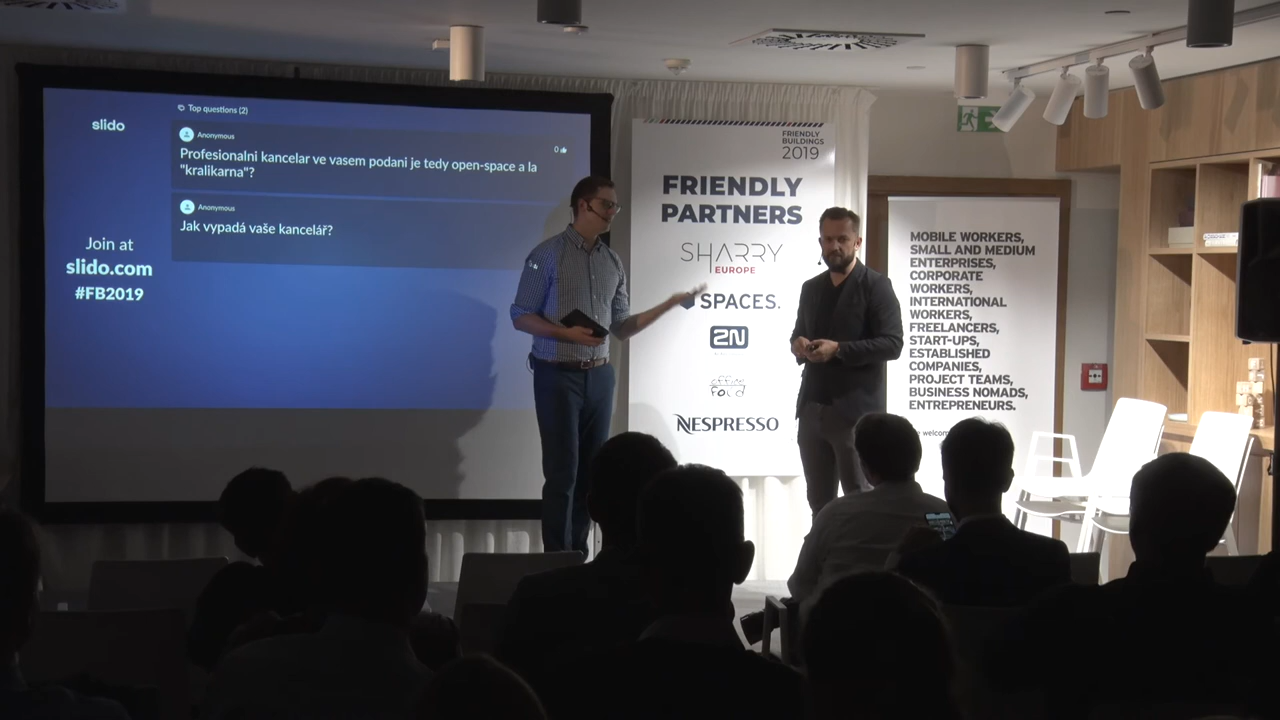 slido
Join at
slido.com
#FB2019
Top questions (2)
Anonymous
0
Profesionalni kancelar ve vasem podani je tedy open-space a la
"kralikarna"?
Anonymous
Jak vypadá vaše kancelář?
FRIENDLY
BUILDINGS
2019
FRIENDLY
PARTNERS
SHARRY
EUROPE
SPACES.
2N
office
fo!d
NESPRESSO
MOBILE WORKERS,
SMALL AND MEDIUM
ENTERPRISES,
CORPORATE
WORKERS,
INTERNATIONAL
WORKERS,
FREELANCERS,
START-UPS,
ESTABLISHED
COMPANIES,
PROJECT TEAMS,
BUSINESS NOMADS,
ENTREPRENEURS.